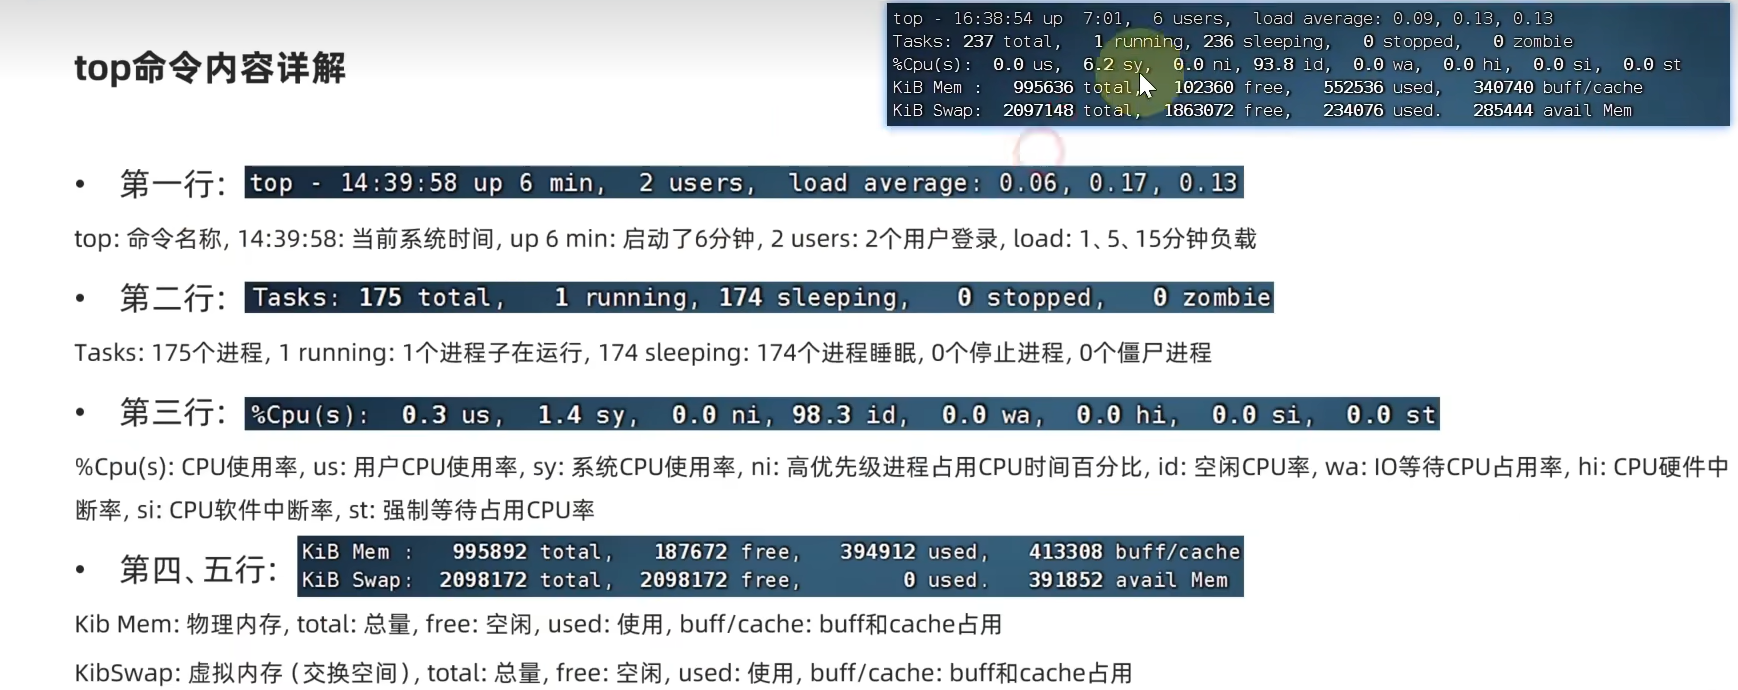 top - 16:38:54 up  7:01,  6 users,  load average: 0.09, 0.13, 0.13
Tasks: 237 total,   1 running, 236 sleeping,   0 stopped,   0 zombie
%Cpu(s):  0.0 us,  6.2 sy,  0.0 ni, 93.8 id,  0.0 wa,  0.0 hi,  0.0 si,  0.0 st
KiB Mem :   995636 total,   102360 free,   552536 used,   340740 buff/cache
KiB Swap:  2097148 total,  1863072 free,   234076 used.   285444 avail Mem
top命令内容详解
• 第一行: top - 14:39:58 up 6 min,  2 users,  load average: 0.06, 0.17, 0.13
top: 命令名称, 14:39:58: 当前系统时间, up 6 min: 启动了6分钟, 2 users: 2个用户登录, load: 1、5、15分钟负载
• 第二行: Tasks: 175 total,   1 running, 174 sleeping,   0 stopped,   0 zombie
Tasks: 175个进程, 1 running: 1个进程子在运行, 174 sleeping: 174个进程睡眠, 0个停止进程, 0个僵尸进程
• 第三行: %Cpu(s):  0.3 us,  1.4 sy,  0.0 ni, 98.3 id,  0.0 wa,  0.0 hi,  0.0 si,  0.0 st
%Cpu(s): CPU使用率, us: 用户CPU使用率, sy: 系统CPU使用率, ni: 高优先级进程占用CPU时间百分比, id: 空闲CPU率, wa: IO等待CPU占用率, hi: CPU硬件中
断率, si: CPU软件中断率, st: 强制等待占用CPU率
• 第四、五行: KiB Mem :   995892 total,   187672 free,   394912 used,   413308 buff/cache
KiB Swap:  2098172 total,  2098172 free,        0 used.   391852 avail Mem
Kib Mem: 物理内存, total: 总量, free: 空闲, used: 使用, buff/cache: buff和cache占用
KibSwap: 虚拟内存（交换空间）, total: 总量, free: 空闲, used: 使用, buff/cache: buff和cache占用